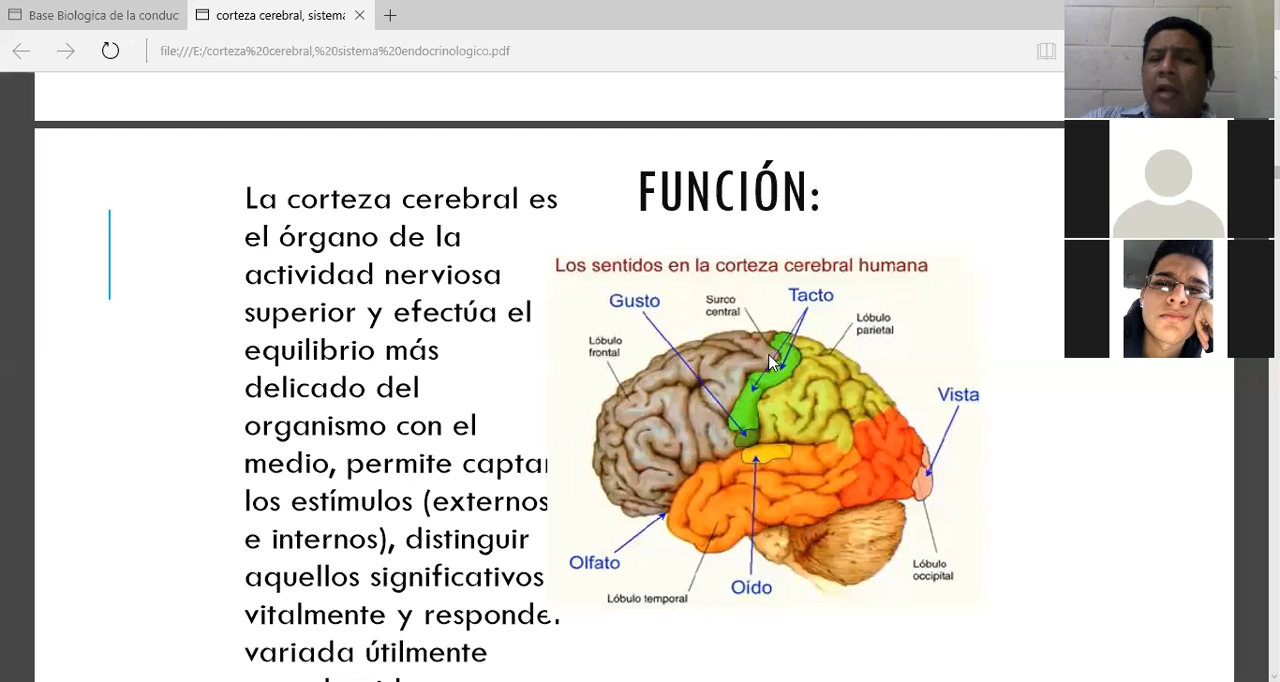 Base Biologica de la conduc
corteza cerebral, sistema
file:///E:/corteza%20cerebral,%20sistema%20endocrinologico.pdf
FUNCIÓN:
La corteza cerebral es
el órgano de la
actividad nerviosa
superior y efectúa el
equilibrio más
delicado del
organismo con el
medio, permite captar
los estímulos (externos
e internos), distinguir
aquellos significativos
vitalmente y responder
variada útilmente
Los sentidos en la corteza cerebral humana
Gusto
Surco
central
Tacto
Lóbulo
parietal
Lóbulo
frontal
Vista
Olfato
Oído
Lóbulo temporal
Lóbulo
occipital